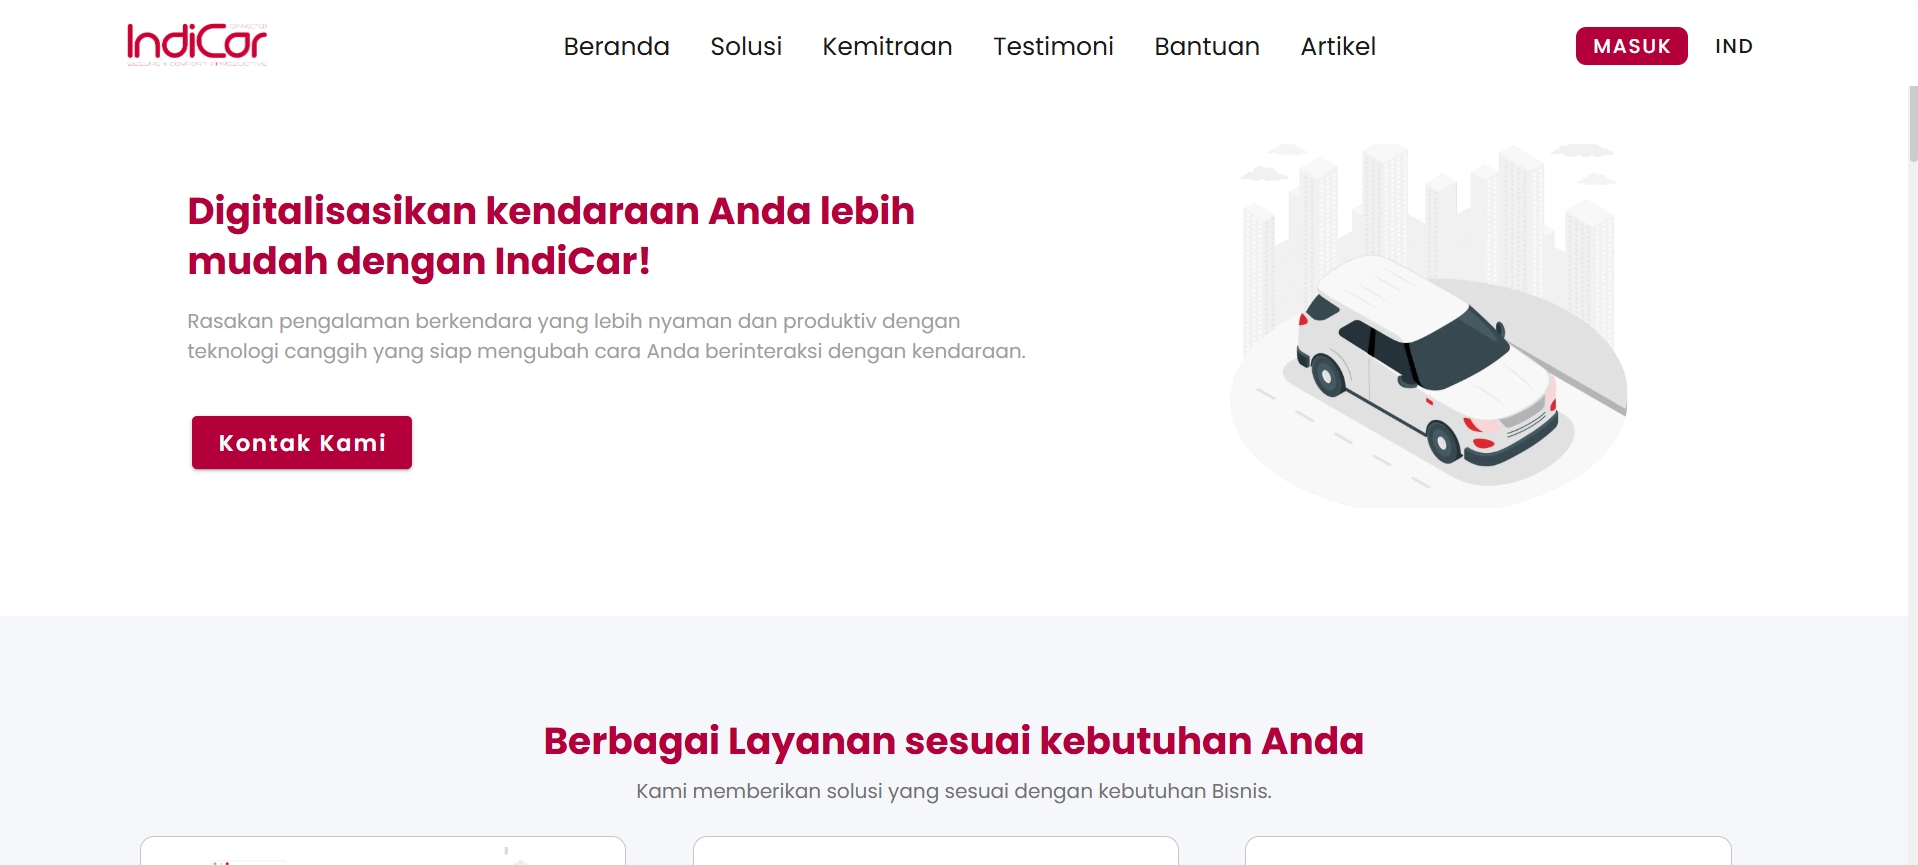 IndiCar
Beranda Solusi Kemitraan Testimoni Bantuan Artikel
MASUK IND
Digitalisasikan kendaraan Anda lebih
mudah dengan IndiCar!
Rasakan pengalaman berkendara yang lebih nyaman dan produktiv dengan
teknologi canggih yang siap mengubah cara Anda berinteraksi dengan kendaraan.
Kontak Kami
Berbagai Layanan sesuai kebutuhan Anda
Kami memberikan solusi yang sesuai dengan kebutuhan Bisnis.